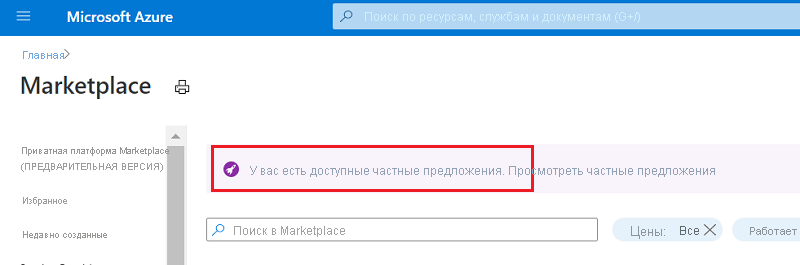 Microsoft Azure
Поиск по ресурсам, службам и документам (G+/)
Главная
Marketplace
Приватная платформа Marketplace
(ПРЕДВАРИТЕЛЬНАЯ ВЕРСИЯ)
У вас есть доступные частные предложения. Просмотреть частные предложения
Избранное
Поиск в Marketplace
Цены: Все
Работает
Недавно созданные